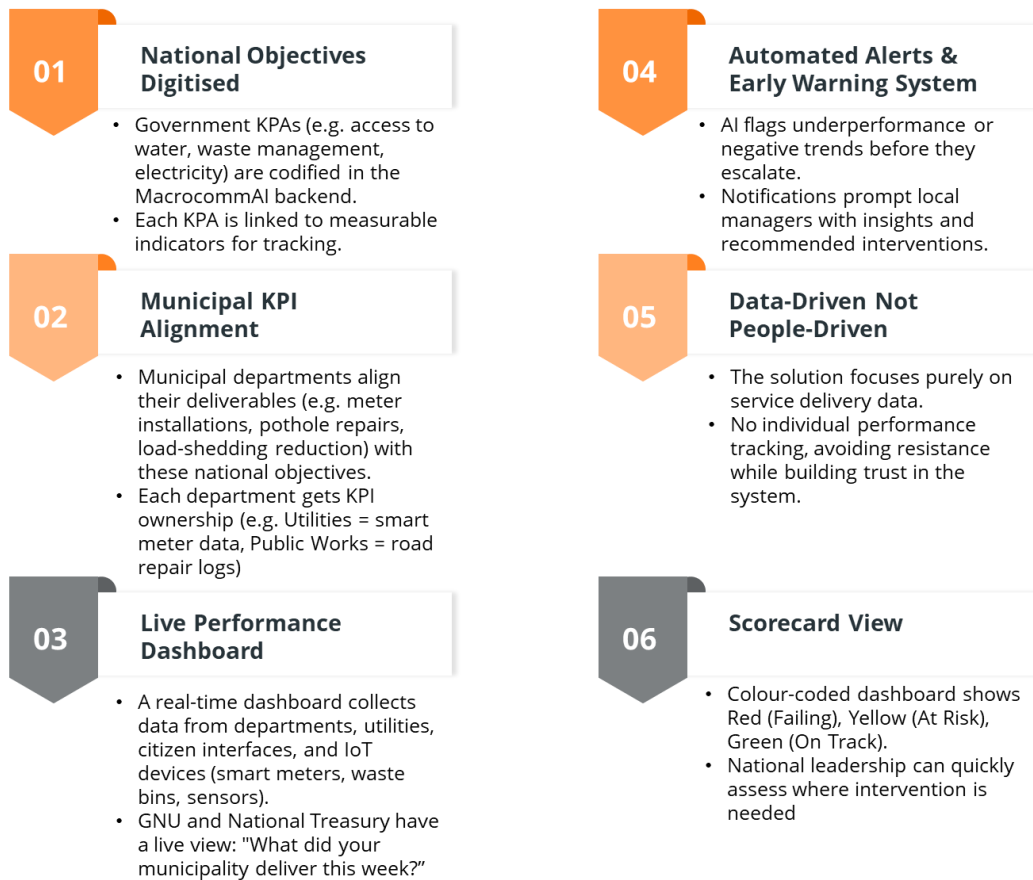 01
National Objectives
Digitised
• Government KPAs (e.g. access to
water, waste management,
electricity) are codified in the
MacrocommAI backend.
• Each KPA is linked to measurable
indicators for tracking.
02
Municipal KPI
Alignment
• Municipal departments align
their deliverables (e.g. meter
installations, pothole repairs,
load-shedding reduction) with
these national objectives.
• Each department gets KPI
ownership (e.g. Utilities = smart
meter data, Public Works = road
repair logs)
03
Live Performance
Dashboard
• A real-time dashboard collects
data from departments, utilities,
citizen interfaces, and IoT
devices (smart meters, waste
bins, sensors).
• GNU and National Treasury have
a live view: "What did your
municipality deliver this week?”
04
Automated Alerts &
Early Warning System
• AI flags underperformance or
negative trends before they
escalate.
• Notifications prompt local
managers with insights and
recommended interventions.
05
Data-Driven Not
People-Driven
• The solution focuses purely on
service delivery data.
• No individual performance
tracking, avoiding resistance
while building trust in the
system.
06
Scorecard View
• Colour-coded dashboard shows
Red (Failing), Yellow (At Risk),
Green (On Track).
• National leadership can quickly
assess where intervention is
needed